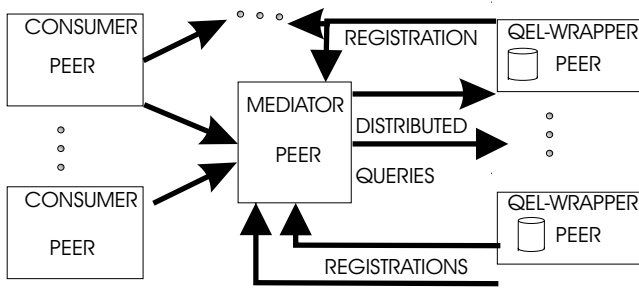 CONSUMER
PEER
REGISTRATION
QEL-WRAPPER
PEER
MEDIATOR
PEER
DISTRIBUTED
QUERIES
CONSUMER
PEER
QEL-WRAPPER
PEER
REGISTRATIONS